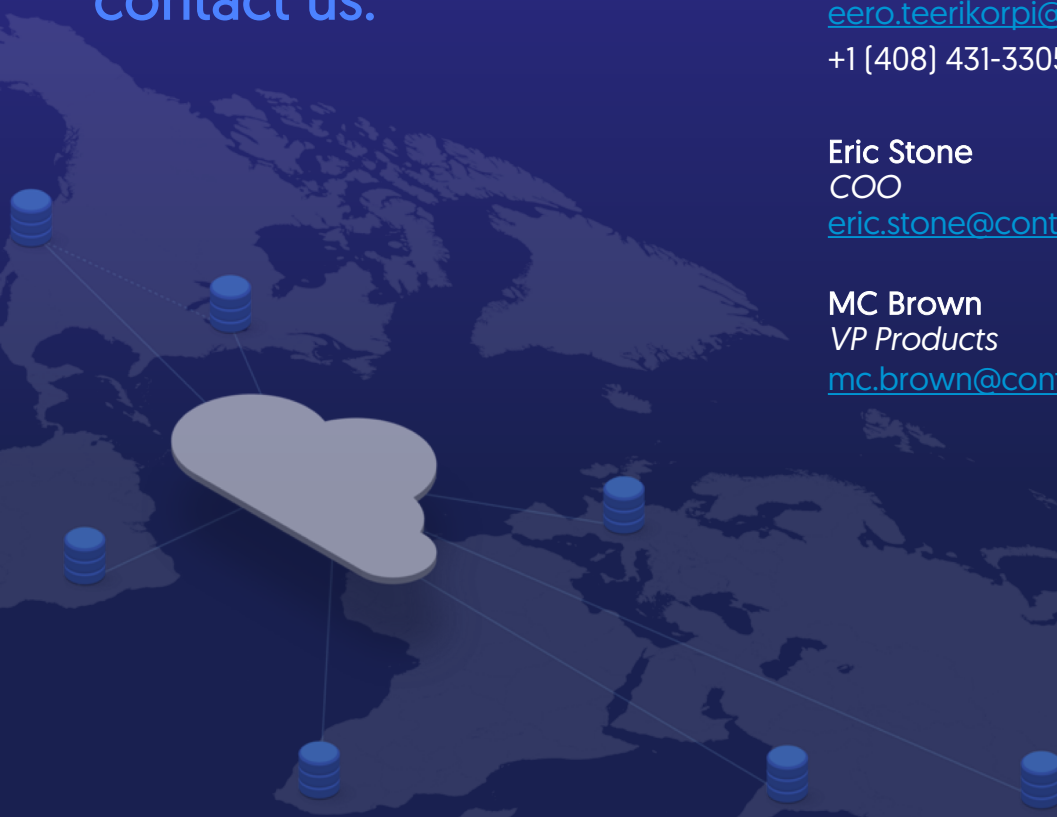 contact us.
eero.teerikorpi@
+1 (408) 431-3305
Eric Stone
COO
eric.stone@cont
MC Brown
VP Products
mc.brown@con